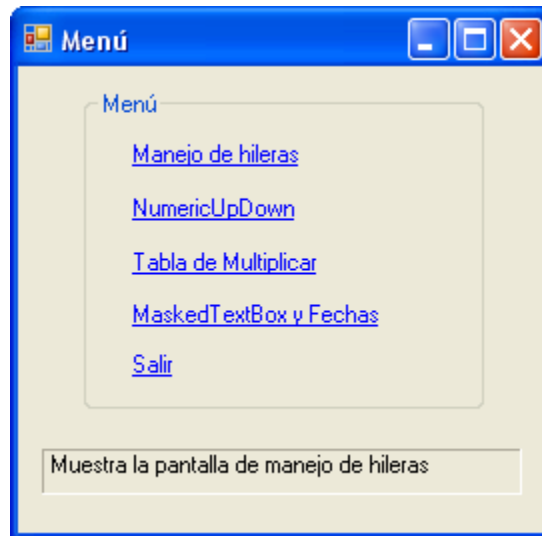 Menú
Menú
Manejo de hileras
NumericUpDown
Tabla de Multiplicar
MaskedTextBox y Fechas
Salir
Muestra la pantalla de manejo de hileras